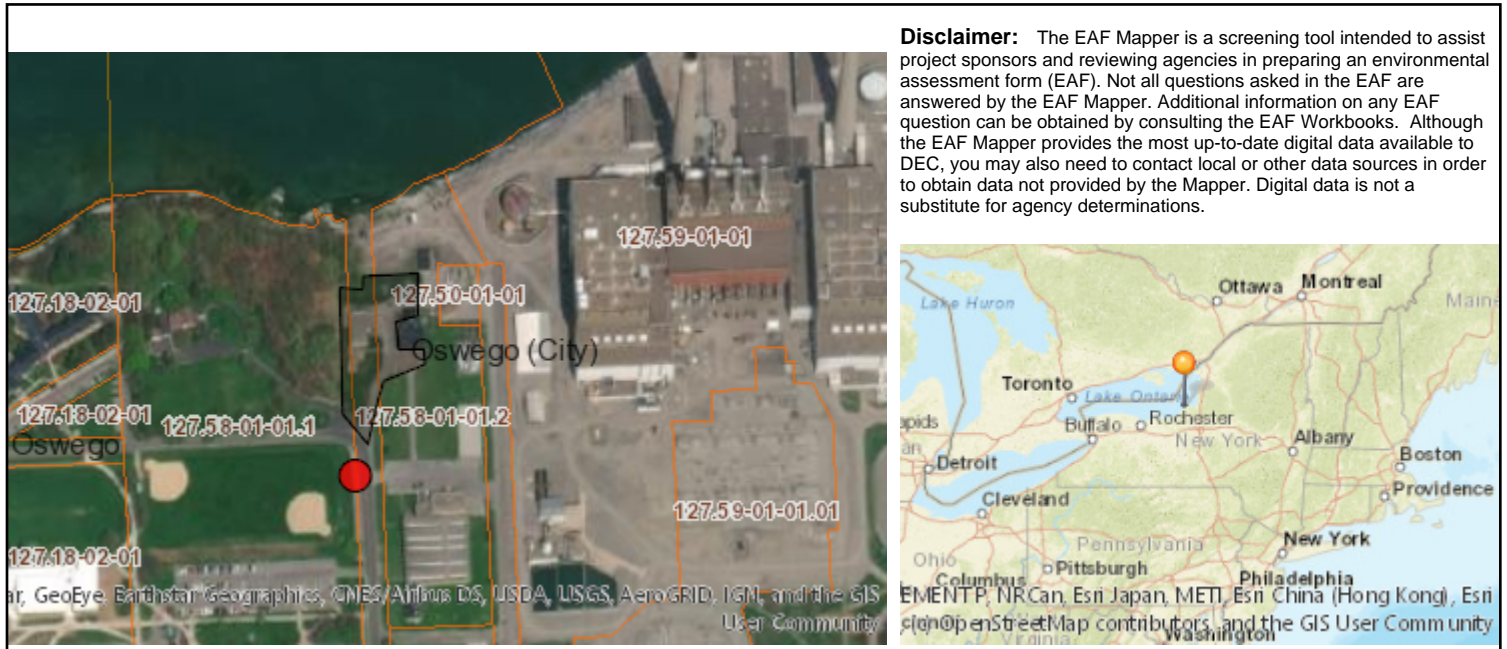 Disclaimer: The EAF Mapper is a screening tool intended to assist
project sponsors and reviewing agencies in preparing an environmental
assessment form (EAF). Not all questions asked in the EAF are
answered by the EAF Mapper. Additional information on any EAF
question can be obtained by consulting the EAF Workbooks. Although
the EAF Mapper provides the most up-to-date digital data available to
DEC, you may also need to contact local or other data sources in order
to obtain data not provided by the Mapper. Digital data is not a
substitute for agency determinations.
127.59-01-01
127.18-02-01
127.50-01-01
Oswego (City)
127.18-02-01
127.58-01-01.1
127.58-01-01.2
Oswego
127.59-01-01.01
127.18-02-01
ar, GeoEye, Earthstar Geographics, CNES/Airbus DS, USDA, USGS, AeroGRID, IGN, and the GIS
User Community
Ottawa
Montreal
Lake Huron
Maine
Toronto
Lake Ontario
apids
Rochester
Buffalo
New York
Albany
an
Detroit
Boston
Providence
Cleveland
New York
Pennsylvania
Ohio
Pittsburgh
Columbus
Philadelphia
EMENTP, NRCan, Esri Japan, METI, Esri China (Hong Kong), Esri
(c) OpenStreetMap contributors, and the GIS User Community
Virginia
Washington